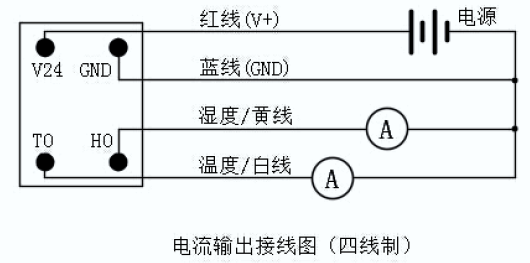 红线(V+)
电源
V24 GND
蓝线(GND)
湿度/黄线
A
TO HO
温度/白线
A
电流输出接线图（四线制）